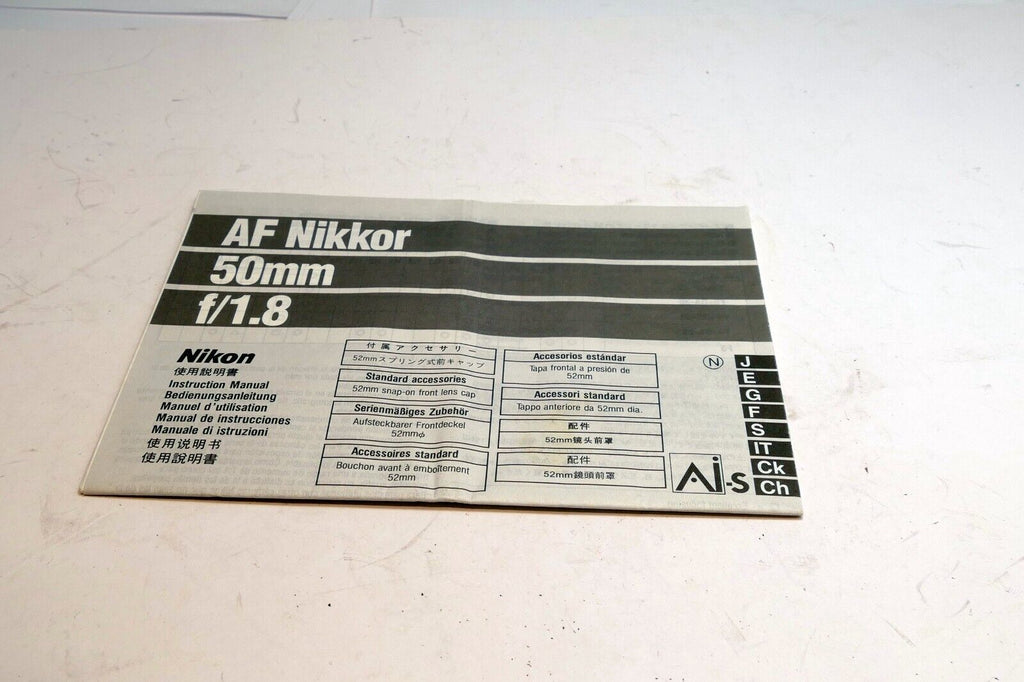 AF Nikkor
50mm
f/1.8
Nikon
使用説明書
Instruction Manual
Bedienungsanleitung
Manuel d'utilisation
Manual de instrucciones
Manuale di istruzioni
使用说明书
使用說明書
付属アクセサリー
52mmスプリング式前キャップ
Standard accessories
52mm snap-on front lens cap
Serienmäßiges Zubehör
Aufsteckbarer Frontdeckel
52mmϕ
Accessoires standard
Bouchon avant à emboîtement
52mm
Accesorios estándar
Tapa frontal a presión de
52mm
Accessori standard
Tappo anteriore da 52mm dia.
配件
52mm镜头前罩
配件
52mm鏡頭前罩
N
Ai-s
J
E
G
F
S
IT
Ck
Ch